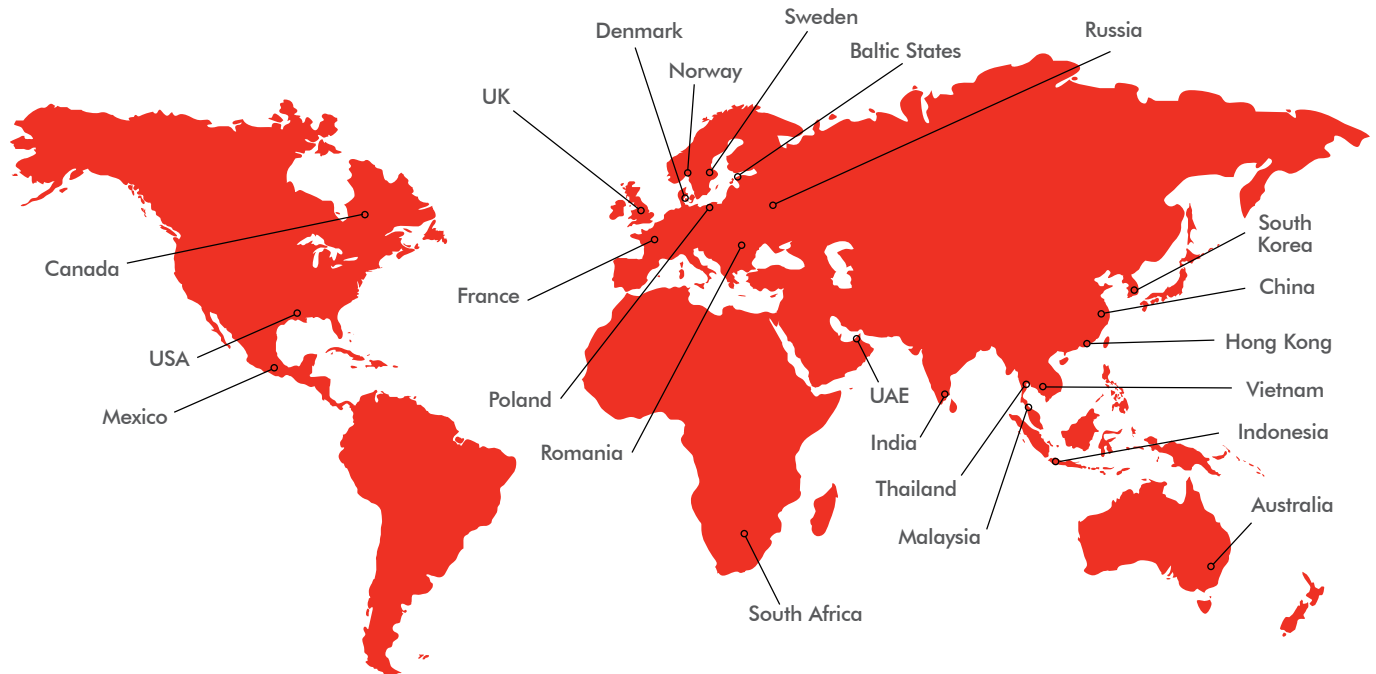 Sweden
Denmark
Russia
Baltic States
Norway
UK
South
Korea
Canada
China
France
Hong Kong
USA
Vietnam
UAE
Poland
Mexico
Indonesia
India
Romania
Thailand
Australia
Malaysia
South Africa